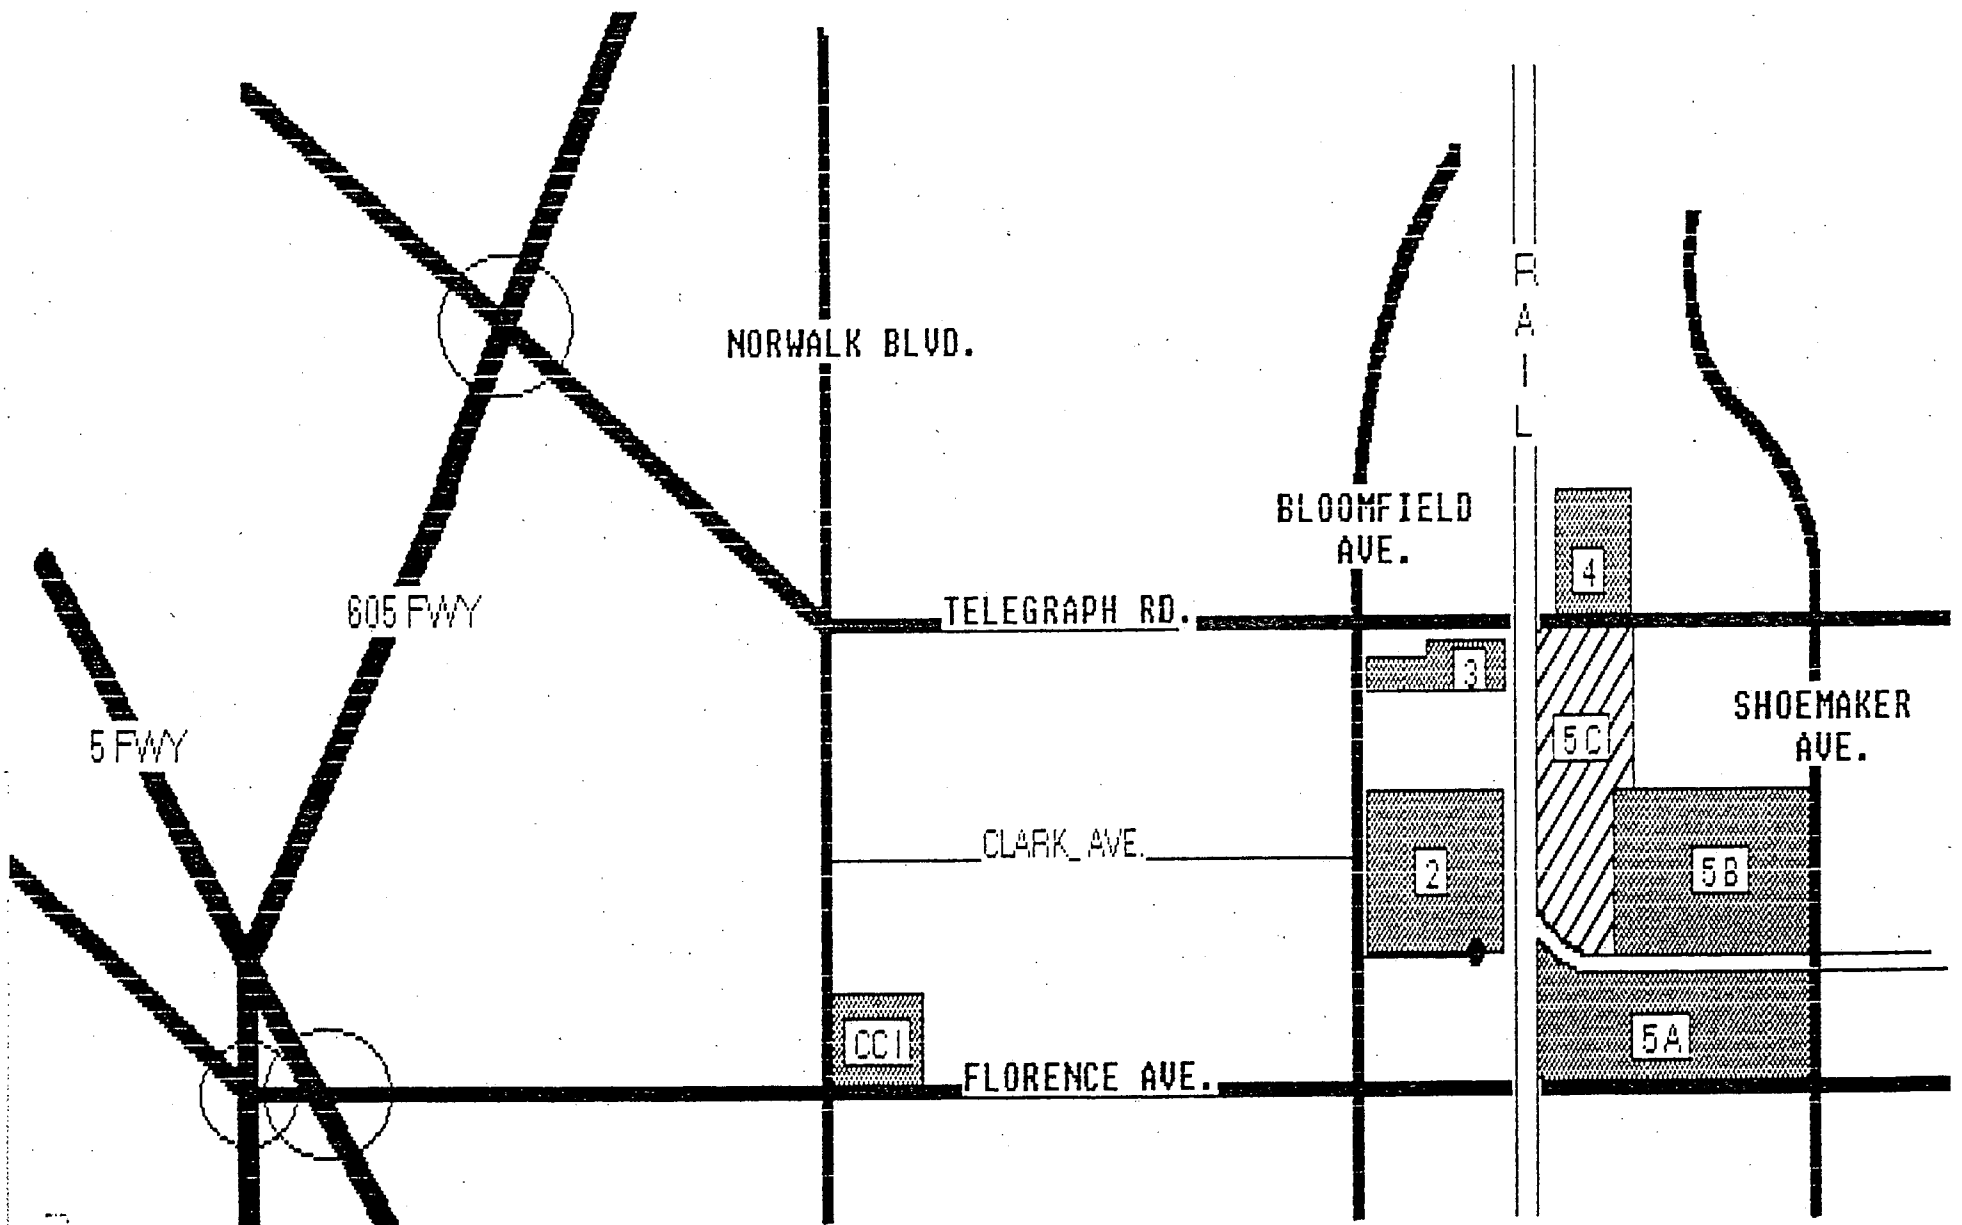 RAIL
NORWALK BLVD.
BLOOMFIELD
AVE.
4
605 FWY
TELEGRAPH RD.
3
SHOEMAKER
AVE.
5C
5 FWY
CLARK AVE.
2
5B
CC1
5A
FLORENCE AVE.